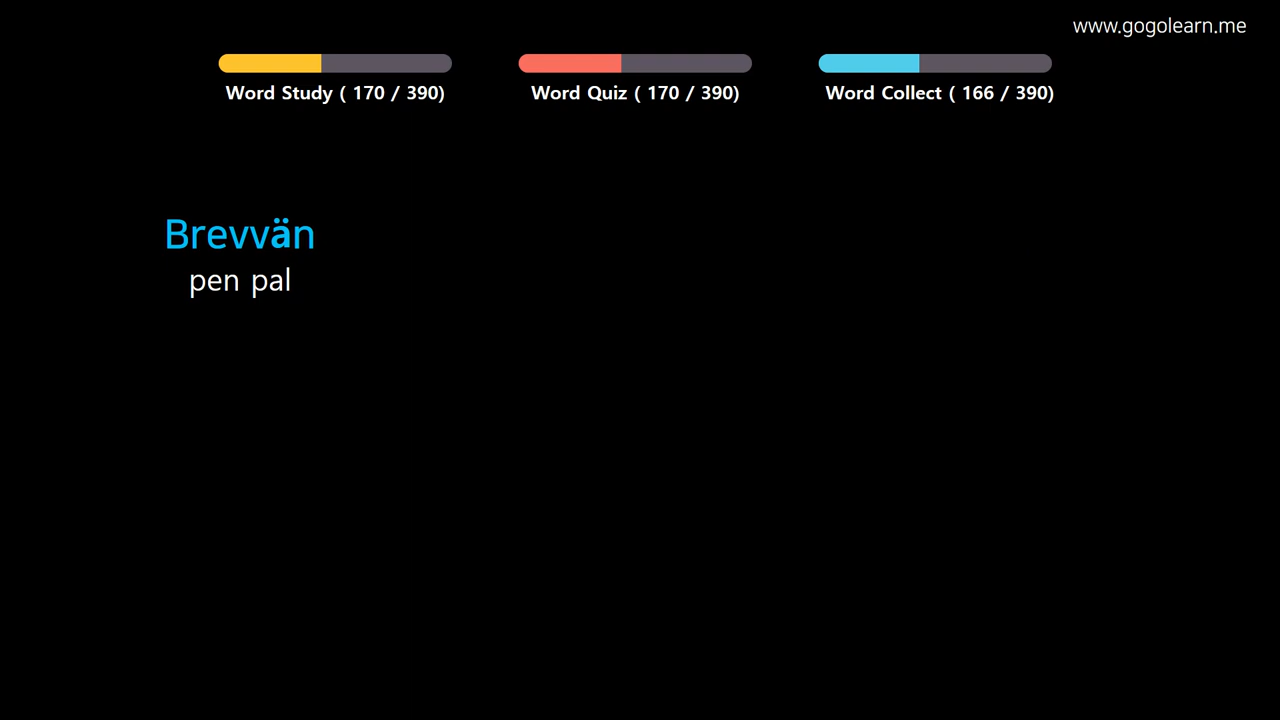 www.gogolearn.me
Word Study ( 170 / 390)
Word Quiz ( 170 / 390)
Word Collect ( 166 / 390)
Brevvän
pen pal